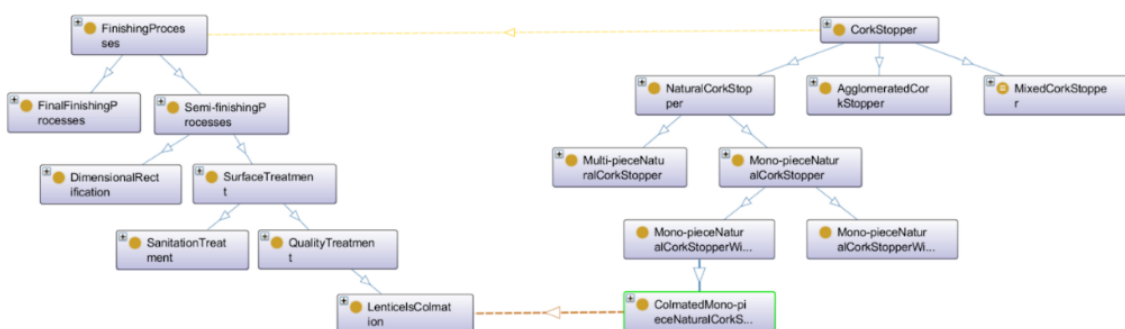 FinishingProces
ses
CorkStopper
FinalFinishingP
rocesses
Semi-finishingP
rocesses
NaturalCorkStop
per
AgglomeratedCor
kStopper
MixedCorkStoppe
r
DimensionalRect
ification
SurfaceTreatmen
t
Multi-pieceNatu
ralCorkStopper
Mono-pieceNatur
alCorkStopper
SanitationTreat
ment
QualityTreatmen
t
Mono-pieceNatur
alCorkStopperWi...
Mono-pieceNatur
alCorkStopperWi...
LenticelsColmat
ion
ColmatedMono-pi
eceNaturalCorkS...